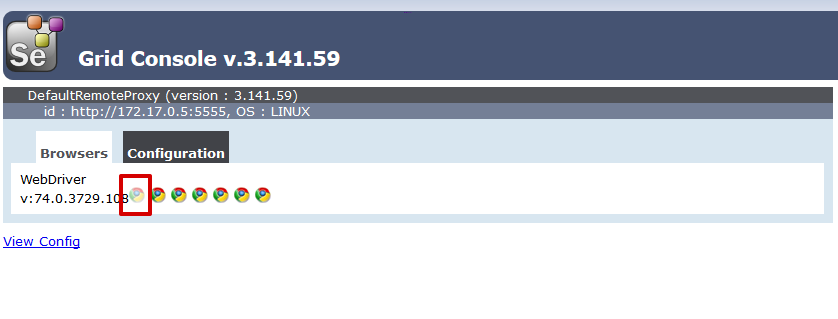 Se
Grid Console v.3.141.59
DefaultRemoteProxy (version : 3.141.59)
id : http://172.17.0.5:5555, OS : LINUX
Browsers Configuration
WebDriver
v:74.0.3729.108
View Config